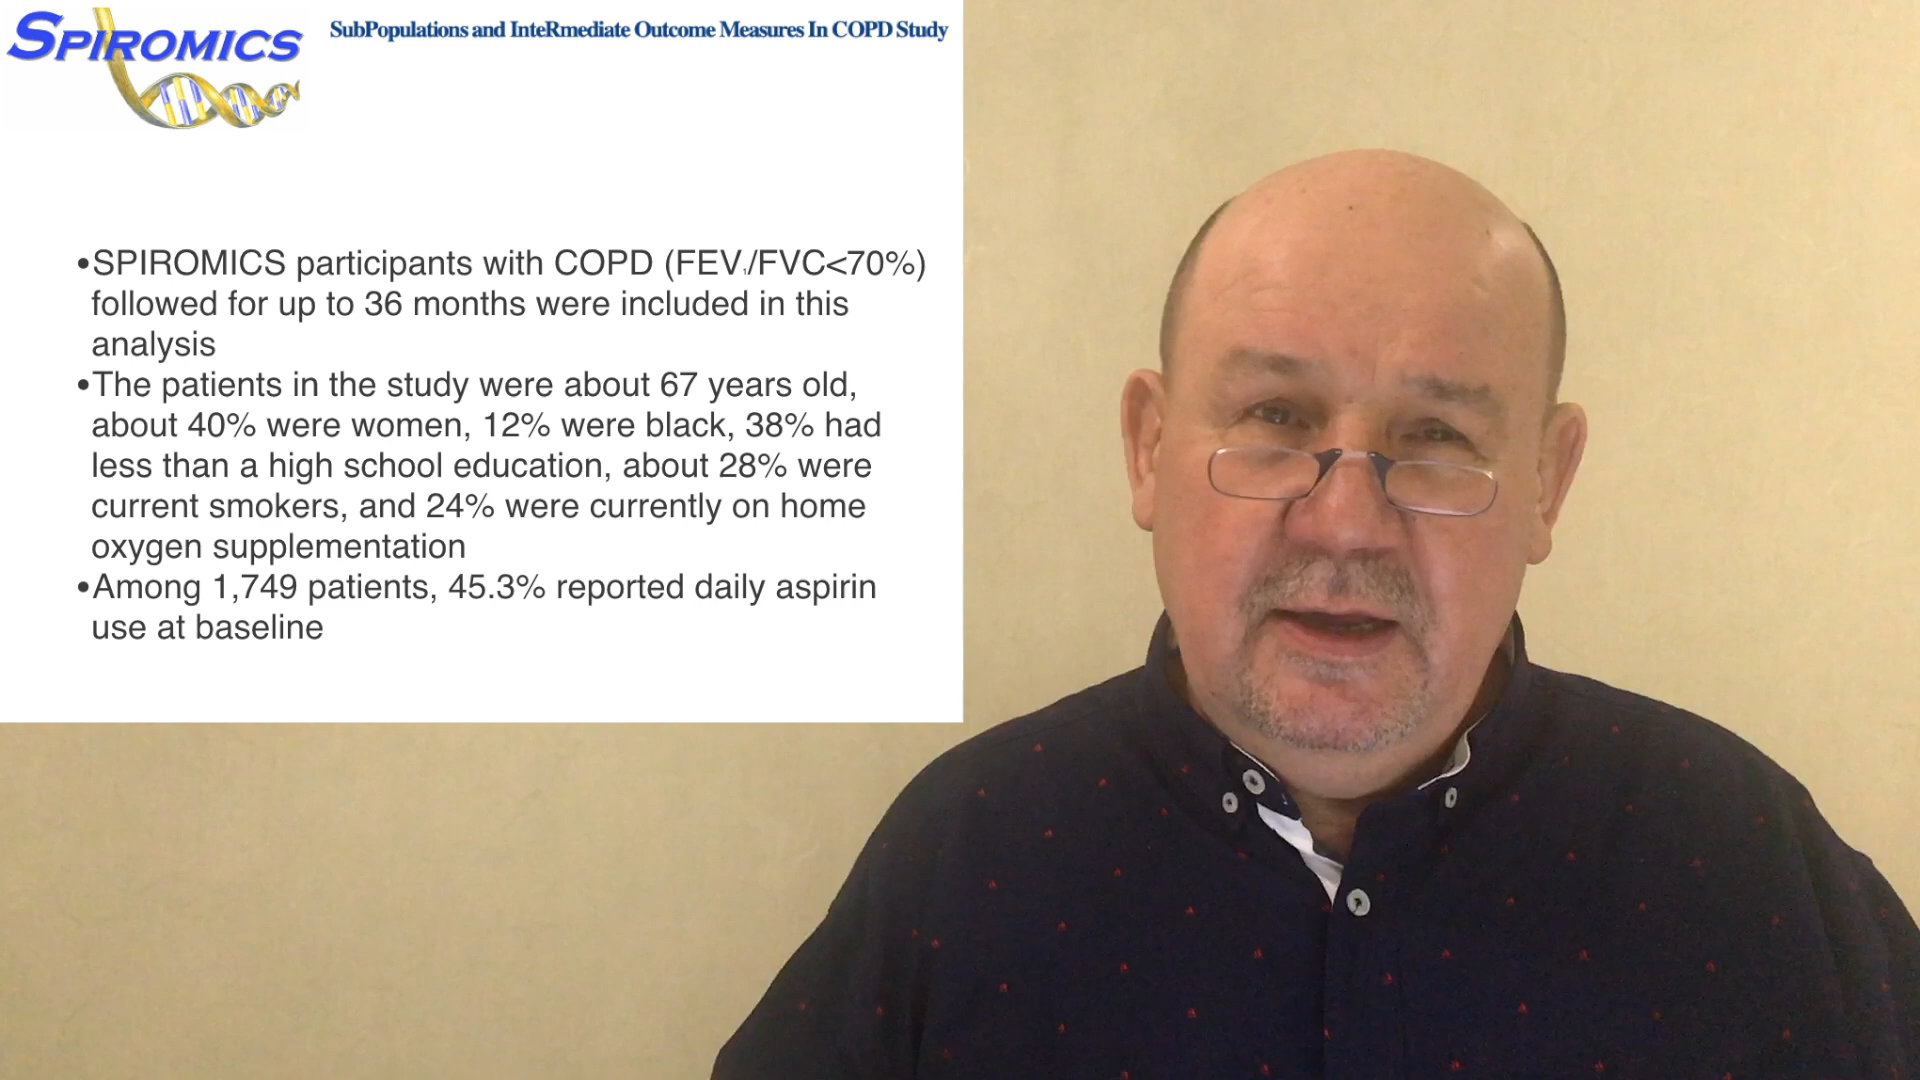 SPIROMICS
SubPopulations and InteRmediate Outcome Measures In COPD Study
•SPIROMICS participants with COPD (FEV₁/FVC<70%)
followed for up to 36 months were included in this
analysis
•The patients in the study were about 67 years old,
about 40% were women, 12% were black, 38% had
less than a high school education, about 28% were
current smokers, and 24% were currently on home
oxygen supplementation
•Among 1,749 patients, 45.3% reported daily aspirin
use at baseline